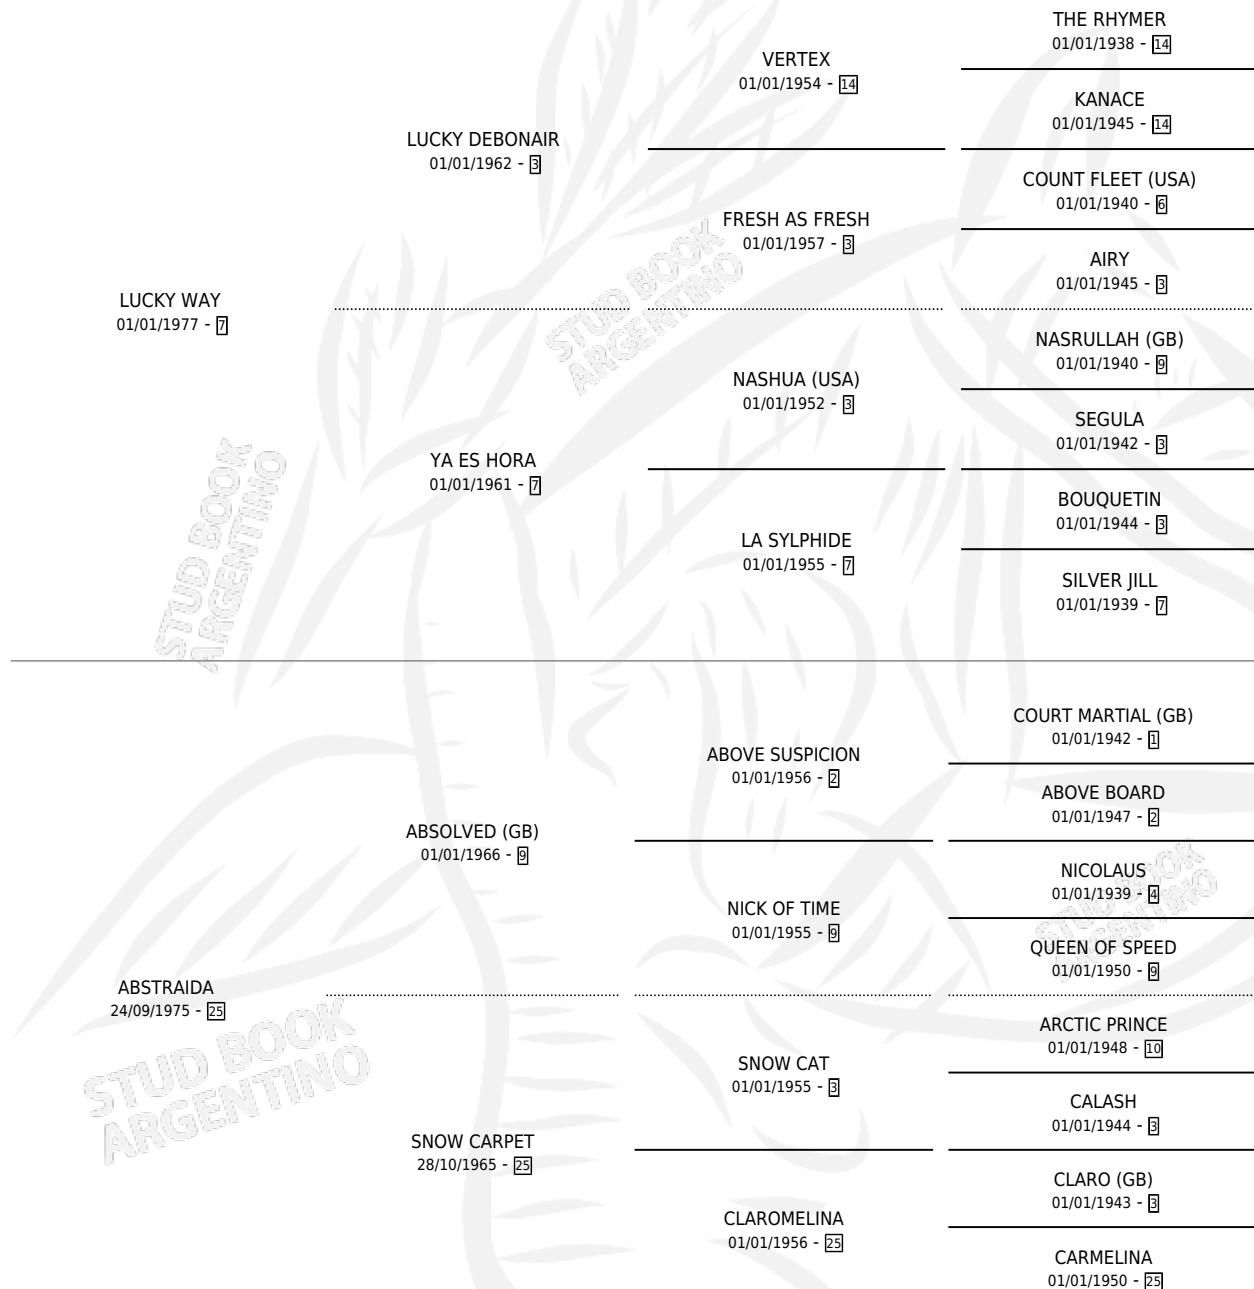 THE RHYMER
01/01/1938 - 14
VERTEX
01/01/1954 - 14
KANACE
01/01/1945 - 14
LUCKY DEBONAIR
01/01/1962 - 3
COUNT FLEET (USA)
01/01/1940 - 6
FRESH AS FRESH
01/01/1957 - 3
AIRY
01/01/1945 - 3
LUCKY WAY
01/01/1977 - 7
NASRULLAH (GB)
01/01/1940 - 9
NASHUA (USA)
01/01/1952 - 3
SEGULA
01/01/1942 - 3
YA ES HORA
01/01/1961 - 7
BOUQUETIN
01/01/1944 - 3
LA SYLPHIDE
01/01/1955 - 7
SILVER JILL
01/01/1939 - 7
COURT MARTIAL (GB)
01/01/1942 - 1
ABOVE SUSPICION
01/01/1956 - 2
ABOVE BOARD
01/01/1947 - 2
ABSOLVED (GB)
01/01/1966 - 9
NICOLAUS
01/01/1939 - 4
NICK OF TIME
01/01/1955 - 9
QUEEN OF SPEED
01/01/1950 - 9
ABSTRAIDA
24/09/1975 - 25
ARCTIC PRINCE
01/01/1948 - 10
SNOW CAT
01/01/1955 - 3
CALASH
01/01/1944 - 3
SNOW CARPET
28/10/1965 - 25
CLARO (GB)
01/01/1943 - 3
CLAROMELINA
01/01/1956 - 25
CARMELINA
01/01/1950 - 25
STUD BOOK
ARGENTINO
STUD BOOK
ARGENTINO
STUD BOOK
ARGENTINO
STUD BOOK
ARGENTINO